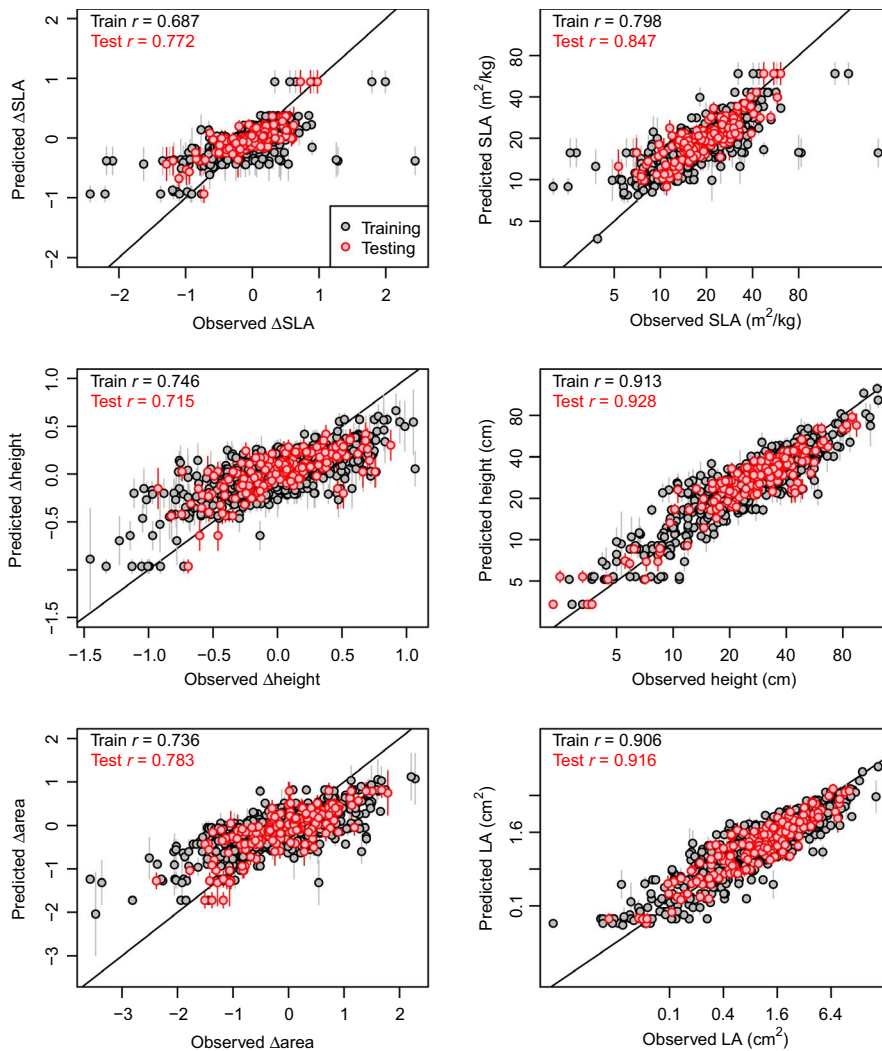 Train r = 0.687
Test r = 0.772
Training
Testing
2
1
0
−1
−2
Predicted ΔSLA
−2
−1
0
1
2
Observed ΔSLA
Train r = 0.798
Test r = 0.847
80
40
20
10
5
Predicted SLA (m²/kg)
5
10
20
40
80
Observed SLA (m²/kg)
Train r = 0.746
Test r = 0.715
1.0
0.5
0.0
−0.5
−1.5
Predicted Δheight
−1.5
−1.0
−0.5
0.0
0.5
1.0
Observed Δheight
Train r = 0.913
Test r = 0.928
80
40
20
10
5
Predicted height (cm)
5
10
20
40
80
Observed height (cm)
Train r = 0.736
Test r = 0.783
2
1
0
−1
−2
−3
Predicted Δarea
−3
−2
−1
0
1
2
Observed Δarea
Train r = 0.906
Test r = 0.916
1.6
0.1
Predicted LA (cm²)
0.1
0.4
1.6
6.4
Observed LA (cm²)